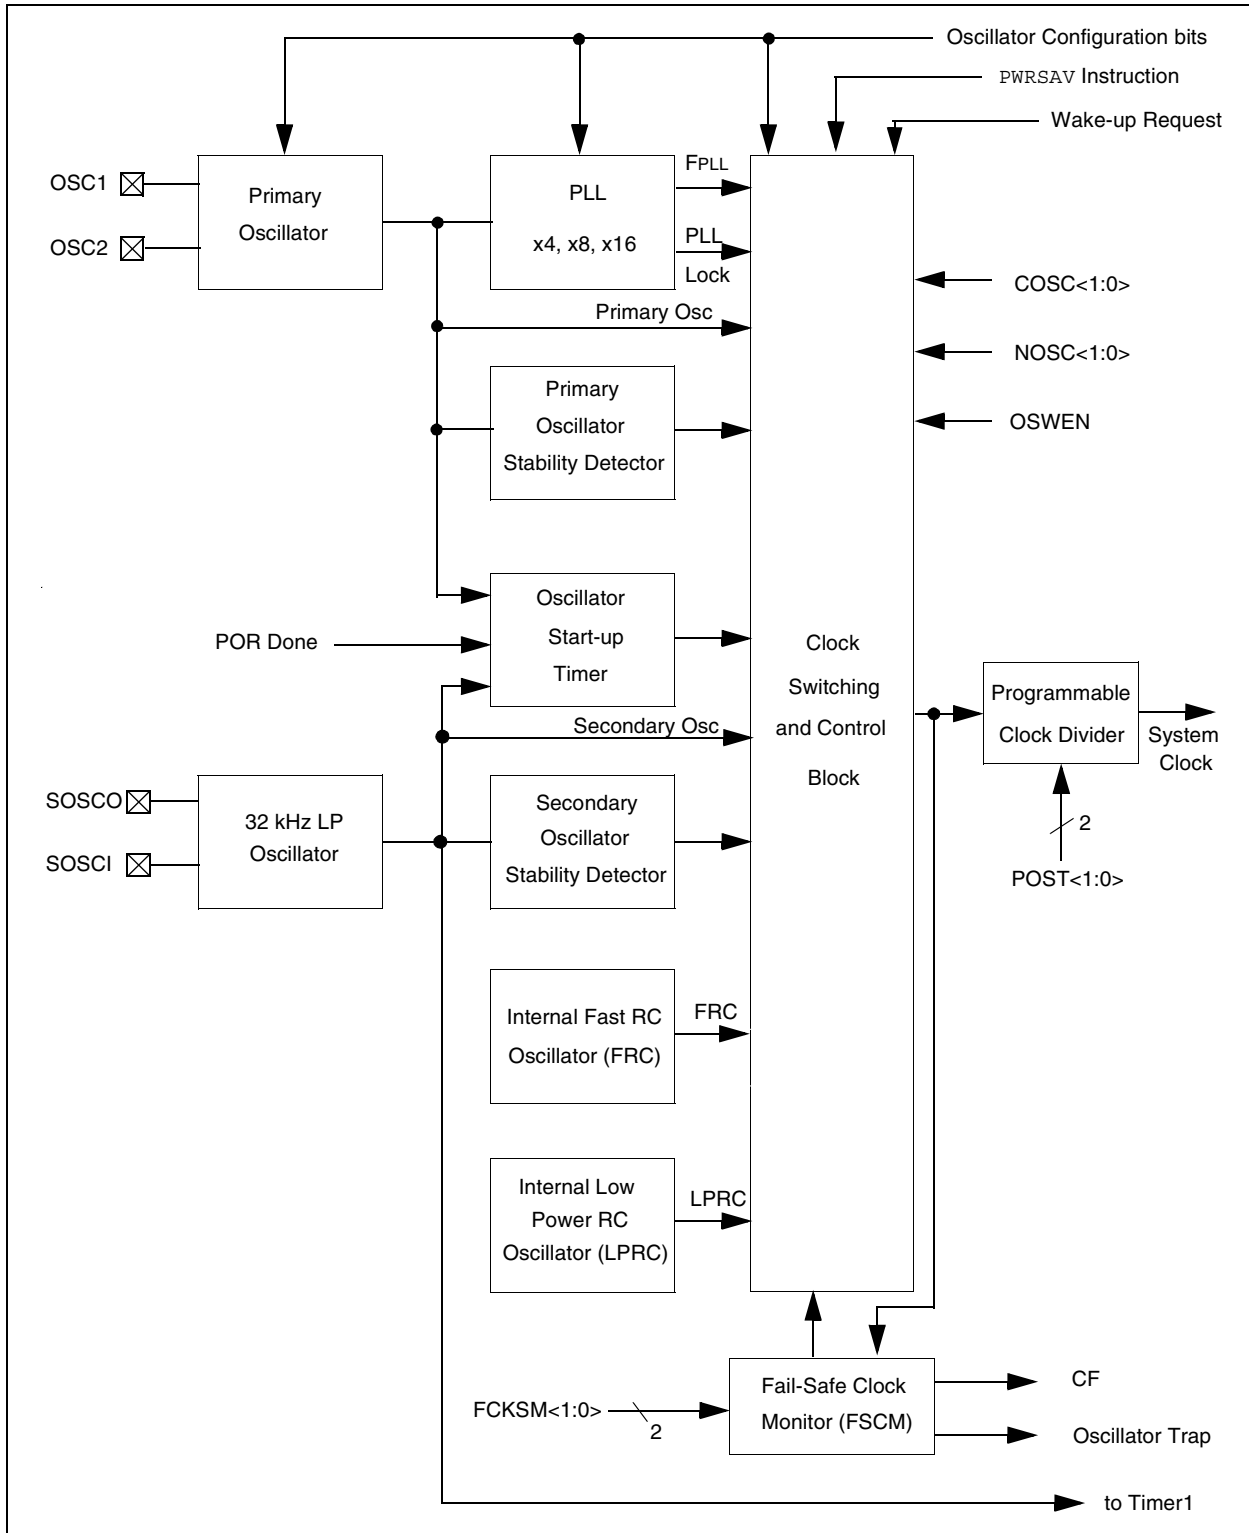 Oscillator Configuration bits
PWRSAV Instruction
Wake-up Request
OSC1
OSC2
Primary
Oscillator
PLL
x4, x8, x16
FPLL
PLL
Lock
Primary Osc
COSC<1:0>
NOSC<1:0>
OSWEN
Primary
Oscillator
Stability Detector
POR Done
Oscillator
Start-up
Timer
Secondary Osc
Clock
Switching
and Control
Block
Programmable
Clock Divider
System
Clock
2
POST<1:0>
SOSCO
SOSCI
32 kHz LP
Oscillator
Secondary
Oscillator
Stability Detector
Internal Fast RC
Oscillator (FRC)
FRC
Internal Low
Power RC
Oscillator (LPRC)
LPRC
FCKSM<1:0>
2
Fail-Safe Clock
Monitor (FSCM)
CF
Oscillator Trap
to Timer1